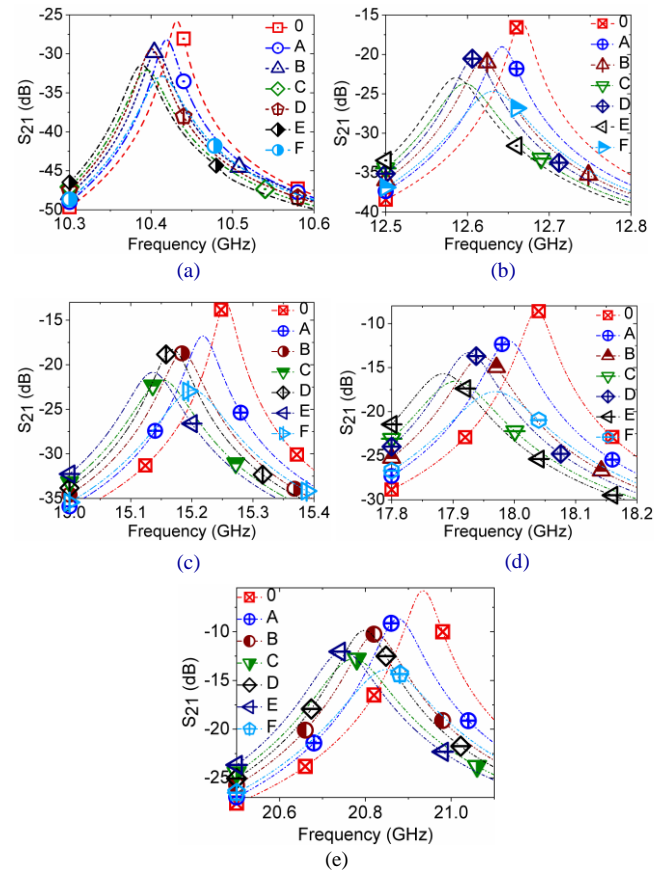 -25
-30
-35
-40
-45
-50
S21 (dB)
10.3 10.4 10.5 10.6
Frequency (GHz)
0
A
B
C
D
E
F
(a)
-15
-20
-25
-30
-35
-40
S21 (dB)
12.5 12.6 12.7 12.8
Frequency (GHz)
0
A
B
C
D
E
F
(b)
-15
-20
-25
-30
-35
S21 (dB)
15.0 15.1 15.2 15.3 15.4
Frequency (GHz)
0
A
B
C
D
E
F
(c)
-10
-15
-20
-25
-30
S21 (dB)
17.8 17.9 18.0 18.1 18.2
Frequency (GHz)
0
A
B
C
D
E
F
(d)
-10
-15
-20
-25
S21 (dB)
20.6 20.8 21.0
Frequency (GHz)
0
A
B
C
D
E
F
(e)